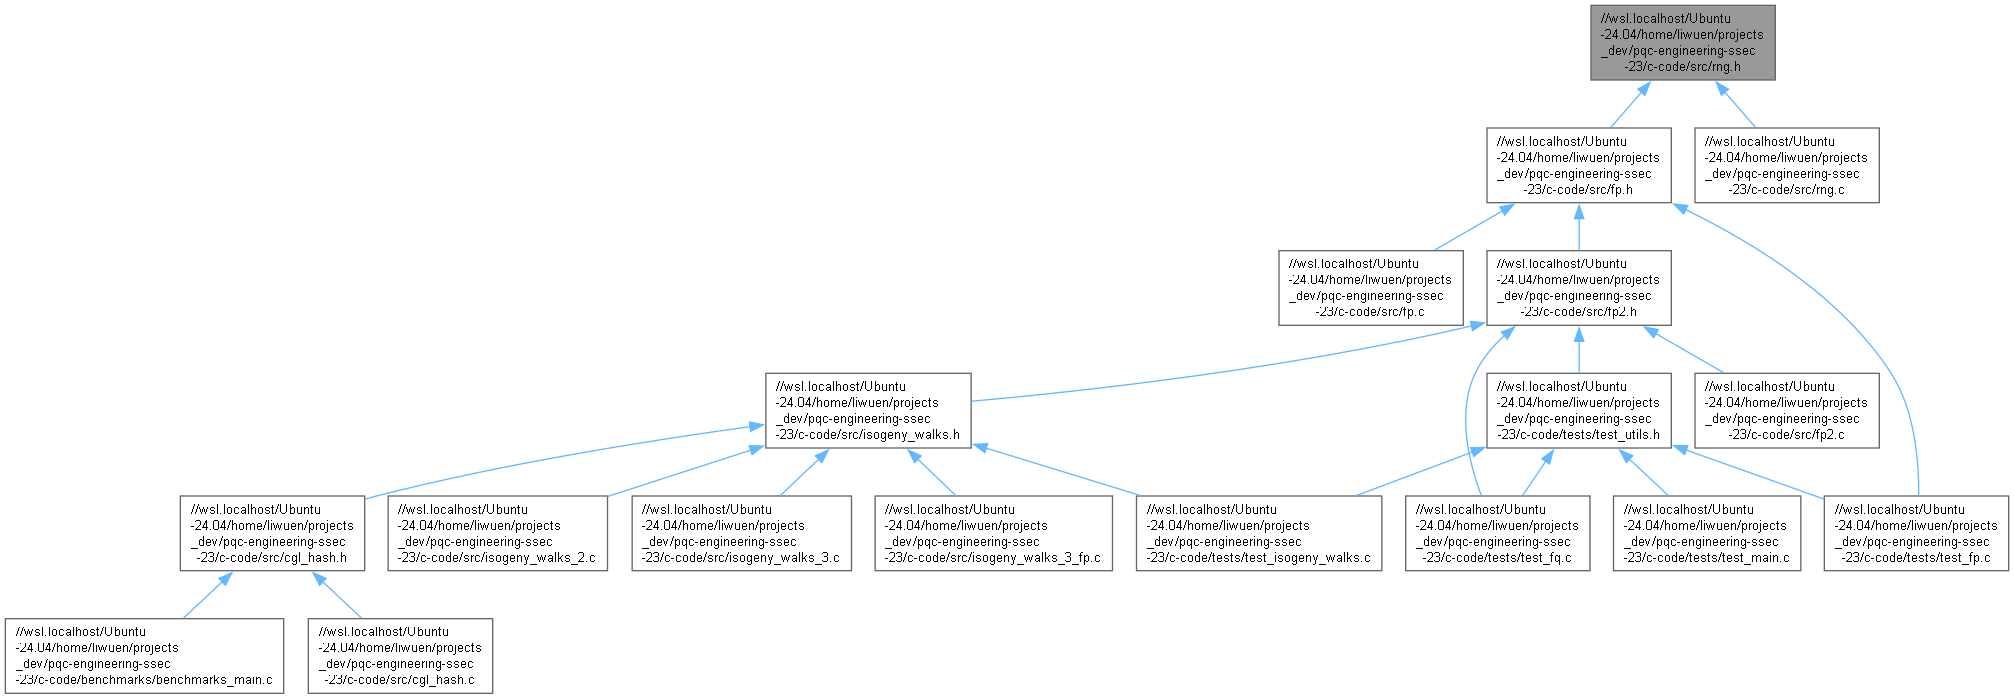 //wsl.localhost/Ubuntu
-24.04/home/liwuen/projects
_dev/pqc-engineering-ssec
-23/c-code/src/rng.h
//wsl.localhost/Ubuntu
-24.04/home/liwuen/projects
_dev/pqc-engineering-ssec
-23/c-code/src/fp.h
//wsl.localhost/Ubuntu
-24.04/home/liwuen/projects
_dev/pqc-engineering-ssec
-23/c-code/src/rng.c
//wsl.localhost/Ubuntu
-24.04/home/liwuen/projects
_dev/pqc-engineering-ssec
-23/c-code/src/fp.c
//wsl.localhost/Ubuntu
-24.04/home/liwuen/projects
_dev/pqc-engineering-ssec
-23/c-code/src/fp2.h
//wsl.localhost/Ubuntu
-24.04/home/liwuen/projects
_dev/pqc-engineering-ssec
-23/c-code/src/isogeny_walks.h
//wsl.localhost/Ubuntu
-24.04/home/liwuen/projects
_dev/pqc-engineering-ssec
-23/c-code/tests/test_utils.h
//wsl.localhost/Ubuntu
-24.04/home/liwuen/projects
_dev/pqc-engineering-ssec
-23/c-code/src/fp2.c
//wsl.localhost/Ubuntu
-24.04/home/liwuen/projects
_dev/pqc-engineering-ssec
-23/c-code/src/cgl_hash.h
//wsl.localhost/Ubuntu
-24.04/home/liwuen/projects
_dev/pqc-engineering-ssec
-23/c-code/src/isogeny_walks_2.c
//wsl.localhost/Ubuntu
-24.04/home/liwuen/projects
_dev/pqc-engineering-ssec
-23/c-code/src/isogeny_walks_3.c
//wsl.localhost/Ubuntu
-24.04/home/liwuen/projects
_dev/pqc-engineering-ssec
-23/c-code/src/isogeny_walks_3_fp.c
//wsl.localhost/Ubuntu
-24.04/home/liwuen/projects
_dev/pqc-engineering-ssec
-23/c-code/tests/test_isogeny_walks.c
//wsl.localhost/Ubuntu
-24.04/home/liwuen/projects
_dev/pqc-engineering-ssec
-23/c-code/tests/test_fq.c
//wsl.localhost/Ubuntu
-24.04/home/liwuen/projects
_dev/pqc-engineering-ssec
-23/c-code/tests/test_main.c
//wsl.localhost/Ubuntu
-24.04/home/liwuen/projects
_dev/pqc-engineering-ssec
-23/c-code/tests/test_fp.c
//wsl.localhost/Ubuntu
-24.04/home/liwuen/projects
_dev/pqc-engineering-ssec
-23/c-code/benchmarks/benchmarks_main.c
//wsl.localhost/Ubuntu
-24.04/home/liwuen/projects
_dev/pqc-engineering-ssec
-23/c-code/src/cgl_hash.c